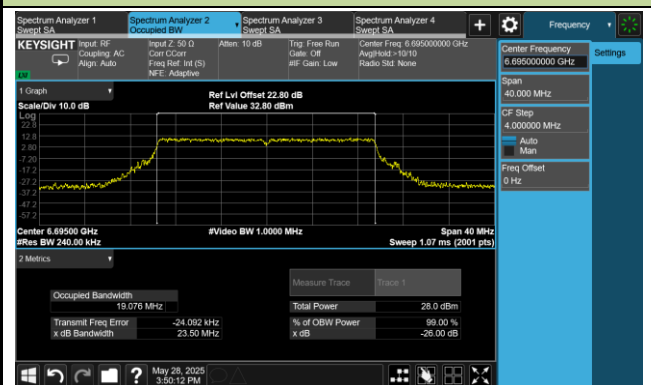 Spectrum Analyzer 1
Swept SA
Spectrum Analyzer 2
Occupied BW
Spectrum Analyzer 3
Swept SA
Spectrum Analyzer 4
Swept SA
+
Frequency
KEYSIGHT
Input: RF
Coupling: AC
Align: Auto
Input Z: 50 Ω
Corr CCorr
Freq Ref: Int (S)
NFE: Adaptive
Atten: 10 dB
Trig: Free Run
Gate: Off
#IF Gain: Low
Center Freq: 6.695000000 GHz
Avg|Hold:>10/10
Radio Std: None
Center Frequency
6.695000000 GHz
Settings
Span
40.000 MHz
CF Step
4.000000 MHz
Auto
Man
Freq Offset
0 Hz
1 Graph
Scale/Div 10.0 dB
Ref Lvl Offset 22.80 dB
Ref Value 32.80 dBm
Log
22.8
12.8
2.80
-7.20
-17.2
-27.2
-37.2
-47.2
-57.2
Center 6.69500 GHz
#Res BW 240.00 kHz
#Video BW 1.0000 MHz
Span 40 MHz
Sweep 1.07 ms (2001 pts)
2 Metrics
Measure Trace
Trace 1
Occupied Bandwidth
19.076 MHz
Total Power
28.0 dBm
Transmit Freq Error
-24.092 kHz
% of OBW Power
99.00 %
x dB Bandwidth
23.50 MHz
x dB
-26.00 dB
?
May 28, 2025
3:50:12 PM